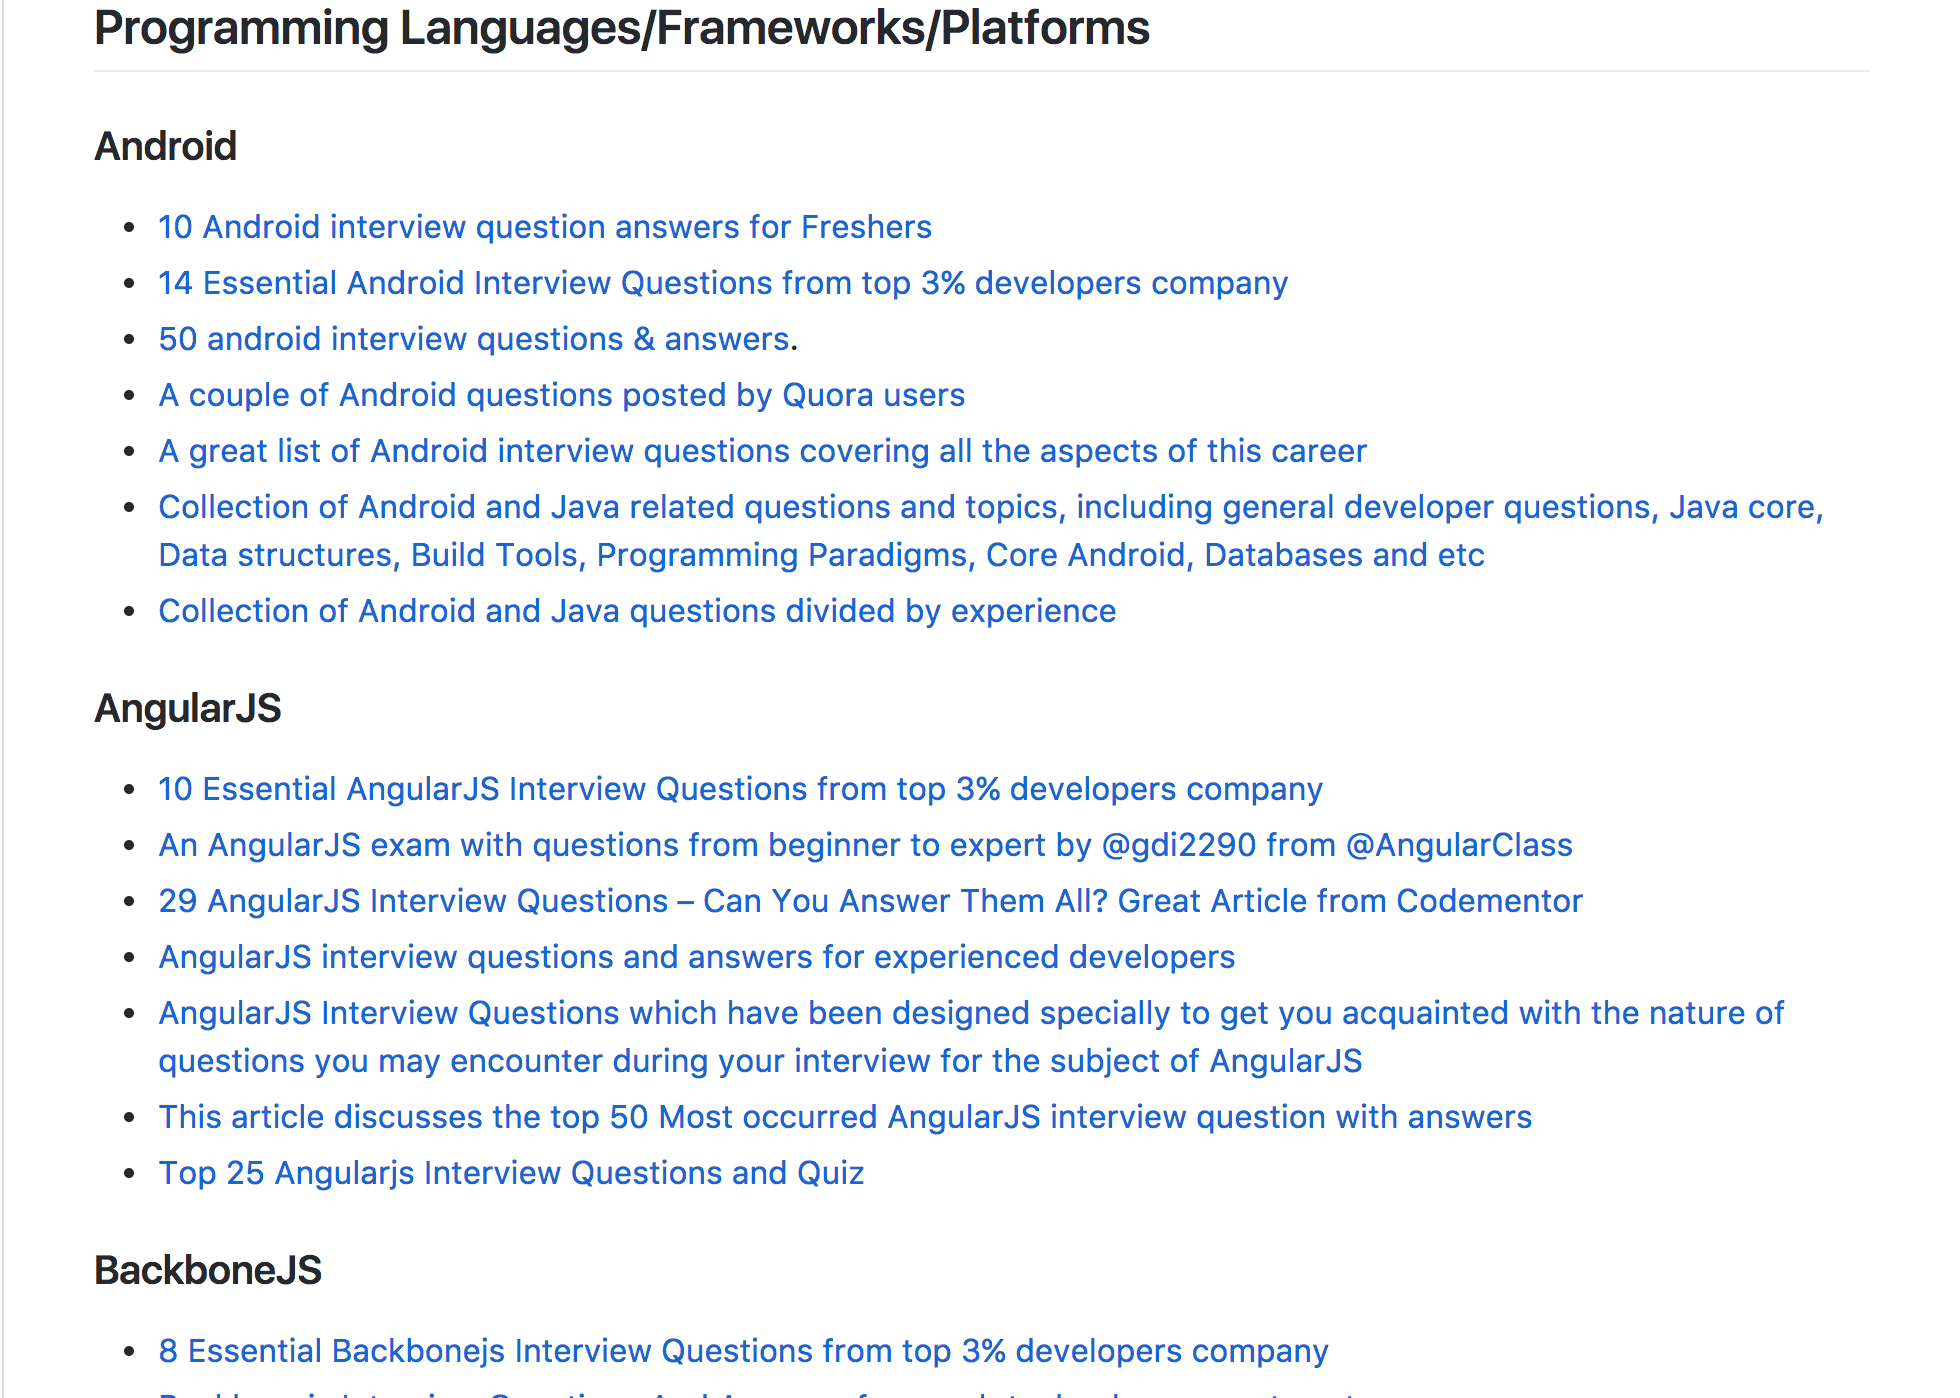 Programming Languages/Frameworks/Platforms
Android
• 10 Android interview question answers for Freshers
• 14 Essential Android Interview Questions from top 3% developers company
• 50 android interview questions & answers.
• A couple of Android questions posted by Quora users
• A great list of Android interview questions covering all the aspects of this career
• Collection of Android and Java related questions and topics, including general developer questions, Java core,
Data structures, Build Tools, Programming Paradigms, Core Android, Databases and etc
• Collection of Android and Java questions divided by experience
AngularJS
• 10 Essential AngularJS Interview Questions from top 3% developers company
• An AngularJS exam with questions from beginner to expert by @gdi2290 from @AngularClass
• 29 AngularJS Interview Questions – Can You Answer Them All? Great Article from Codementor
• AngularJS interview questions and answers for experienced developers
• AngularJS Interview Questions which have been designed specially to get you acquainted with the nature of
questions you may encounter during your interview for the subject of AngularJS
• This article discusses the top 50 Most occurred AngularJS interview question with answers
• Top 25 Angularjs Interview Questions and Quiz
BackboneJS
• 8 Essential Backbonejs Interview Questions from top 3% developers company